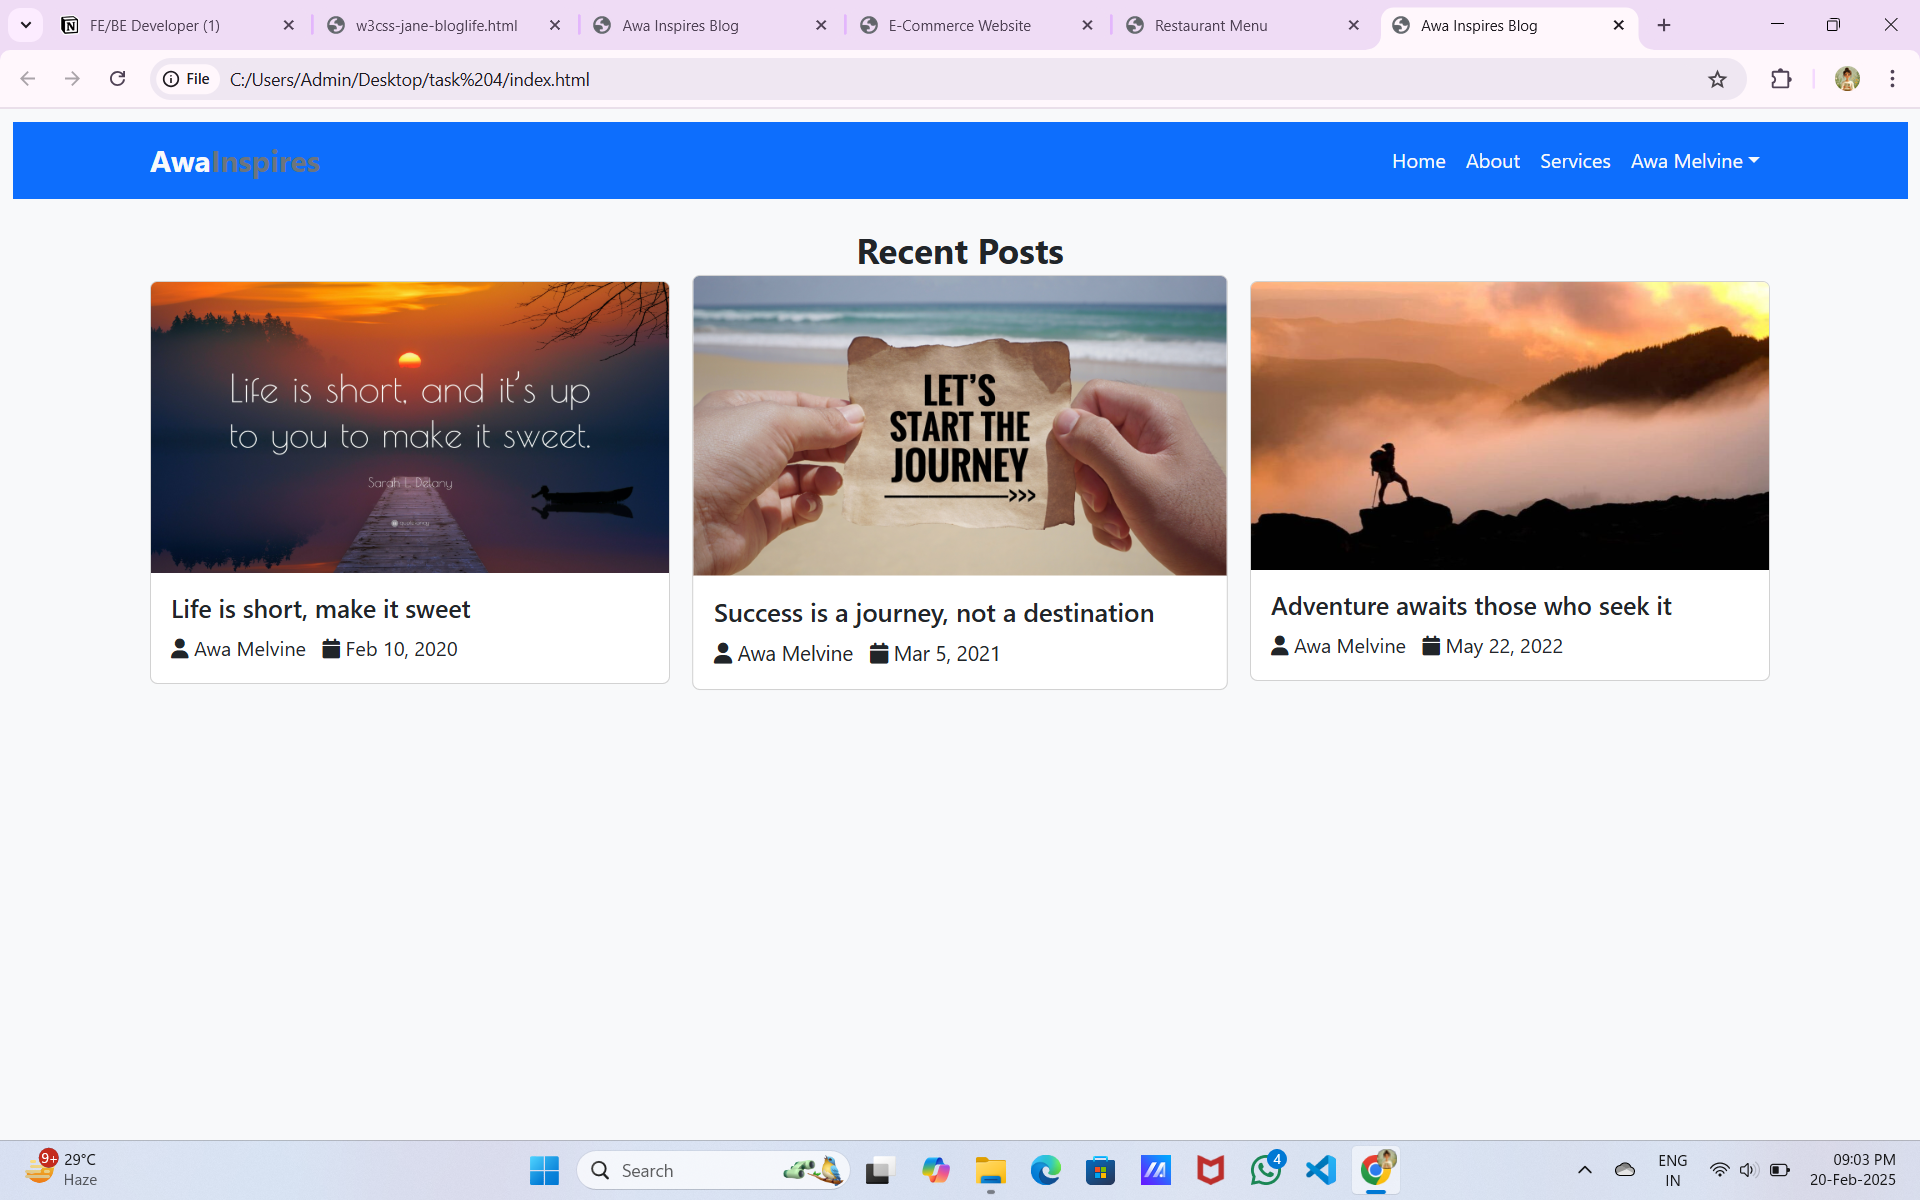 FE/BE Developer (1)
w3css-jane-bloglife.html
Awa Inspires Blog
E-Commerce Website
Restaurant Menu
Awa Inspires Blog
File
C:/Users/Admin/Desktop/task%204/index.html
AwaInspires
Home
About
Services
Awa Melvine
Recent Posts
Life is short, and it's up
to you to make it sweet.
Sarah L. Delany
Life is short, make it sweet
Awa Melvine Feb 10, 2020
LET'S
START THE
JOURNEY
>>>
Success is a journey, not a destination
Awa Melvine Mar 5, 2021
Adventure awaits those who seek it
Awa Melvine May 22, 2022
9+
29°C
Haze
Search
4
ENG
IN
09:03 PM
20-Feb-2025